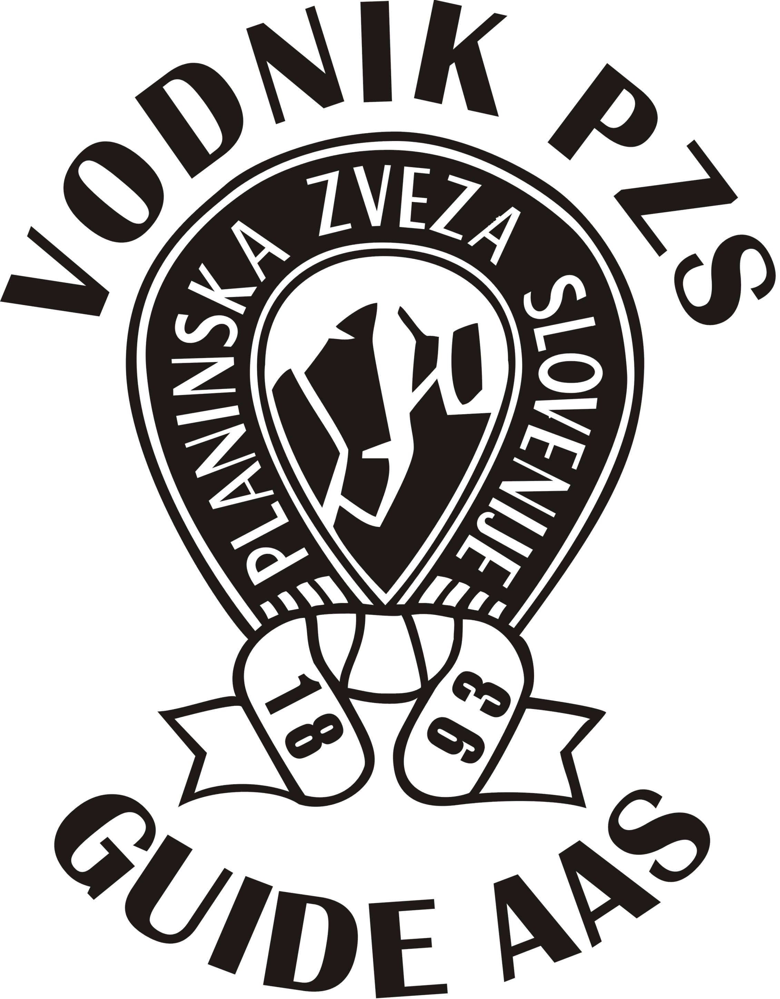 VODNIK PZS
PLANINSKA ZVEZA SLOVENIJE
18 93
GUIDE AAS